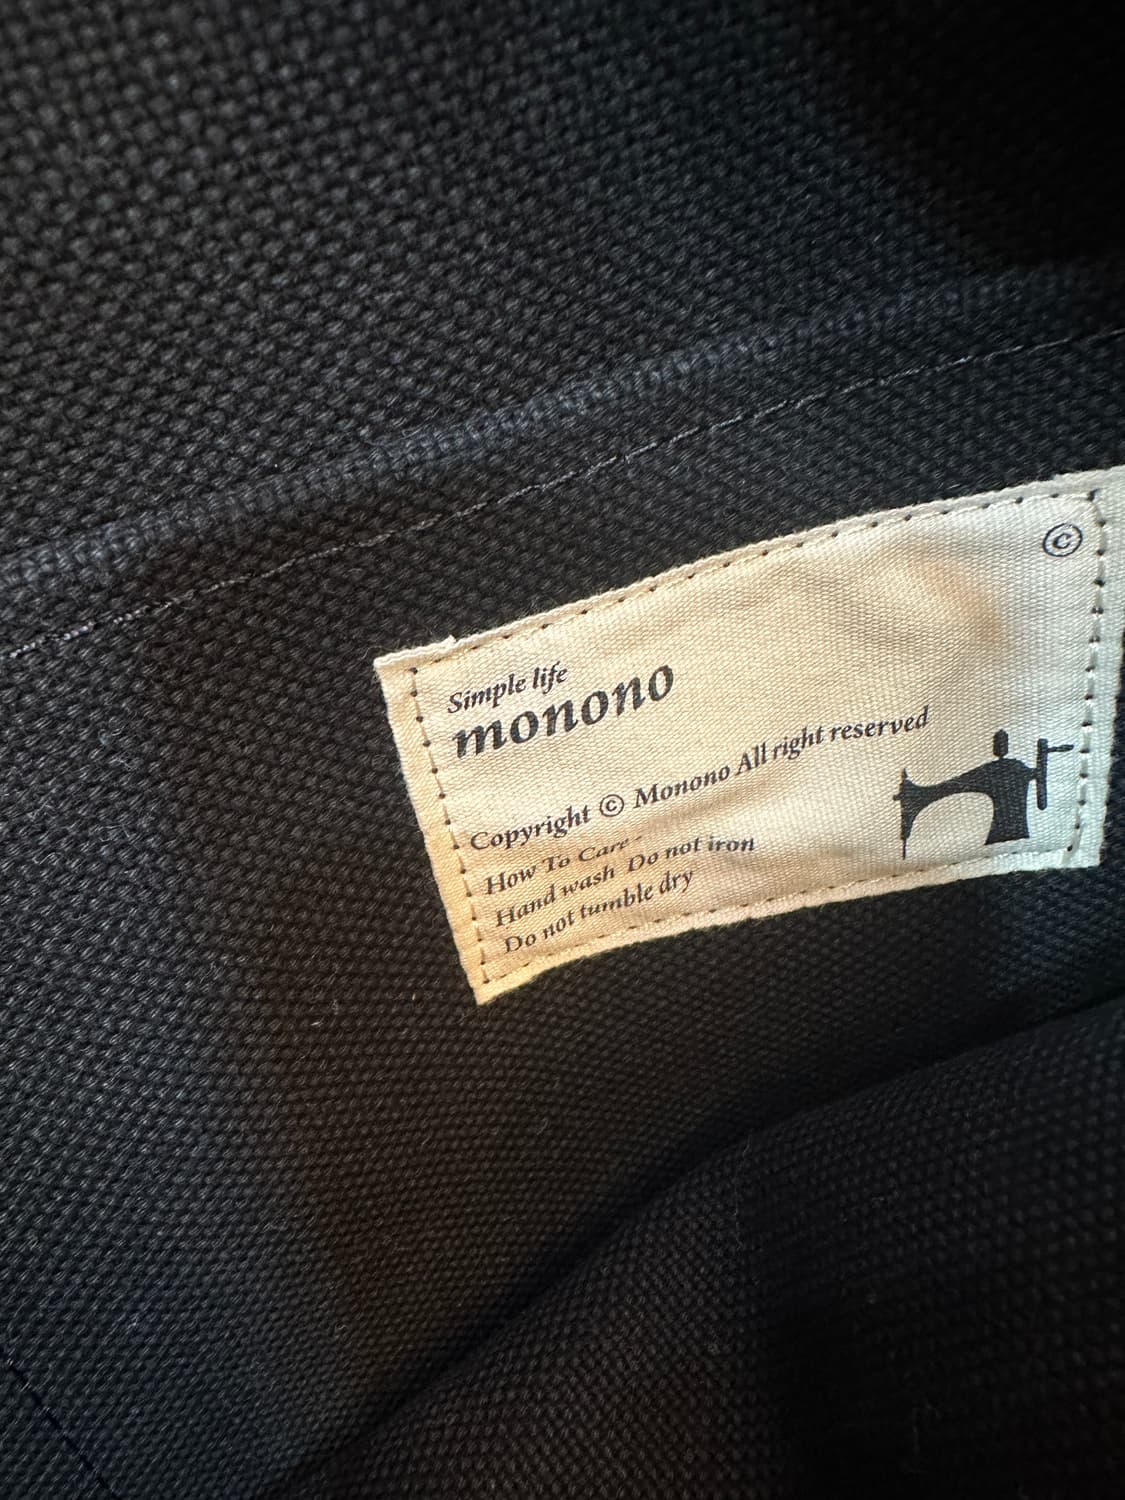 ©
Simple life
monono
Copyright © Monono All right reserved
How To Care -
Hand wash Do not iron
Do not tumble dry